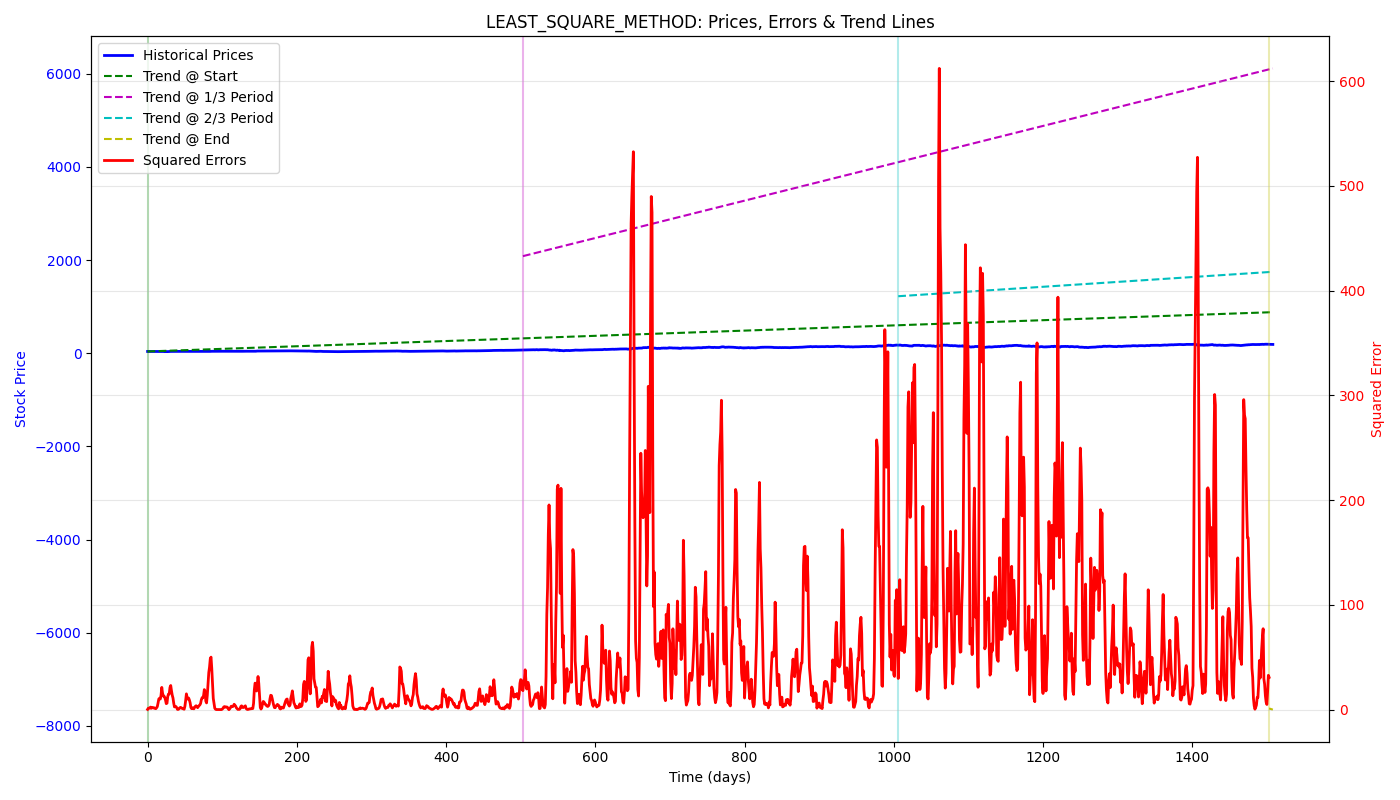 LEAST_SQUARE_METHOD: Prices, Errors & Trend Lines
Historical Prices
Trend @ Start
Trend @ 1/3 Period
Trend @ 2/3 Period
Trend @ End
Squared Errors
6000
4000
2000
0
−2000
−4000
−6000
−8000
Stock Price
600
500
400
300
200
100
0
Squared Error
0
200
400
600
800
1000
1200
1400
Time (days)